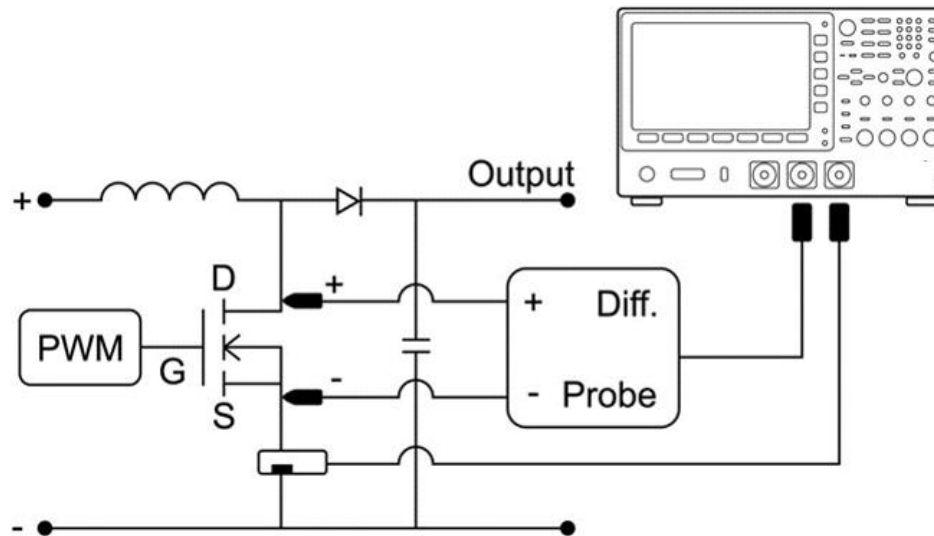 Output
+
D
+
+ Diff.
PWM
G
-
- Probe
S
-